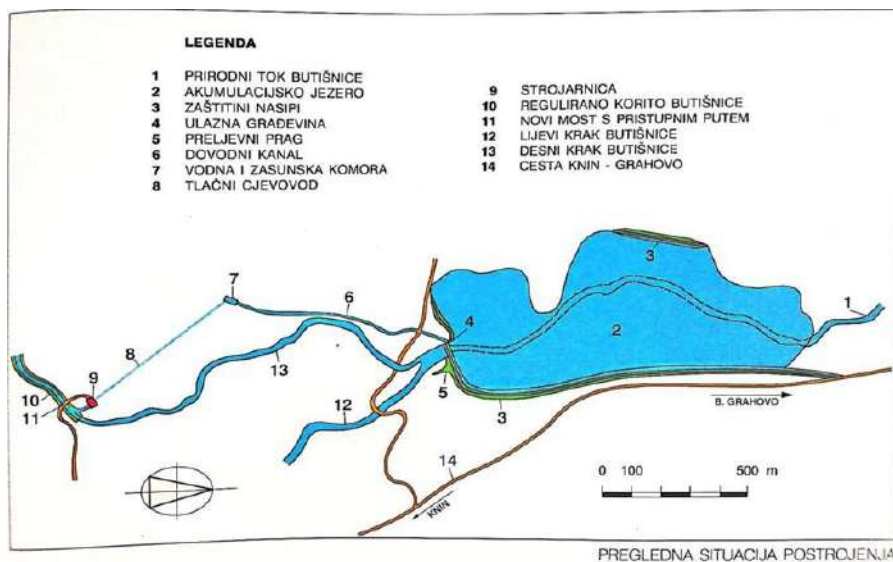 LEGENDA
1 PRIRODNI TOK BUTIŠNICE
2 AKUMULACIJSKO JEZERO
3 ZAŠTITINI NASIPI
4 ULAZNA GRAĐEVINA
5 PRELJEVNI PRAG
6 DOVODNI KANAL
7 VODNA I ZASUNSKA KOMORA
8 TLAČNI CJEVOVOD
9 STROJARNICA
10 REGULIRANO KORITO BUTIŠNICE
11 NOVI MOST S PRISTUPNIM PUTEM
12 LIJEVI KRAK BUTIŠNICE
13 DESNI KRAK BUTIŠNICE
14 CESTA KNIN - GRAHOVO
3
7
6
1
4
2
8
9
13
10
11
5
3
12
B. GRAHOVO
14
KNIN
0 100 500 m
PREGLEDNA SITUACIJA POSTROJENJA